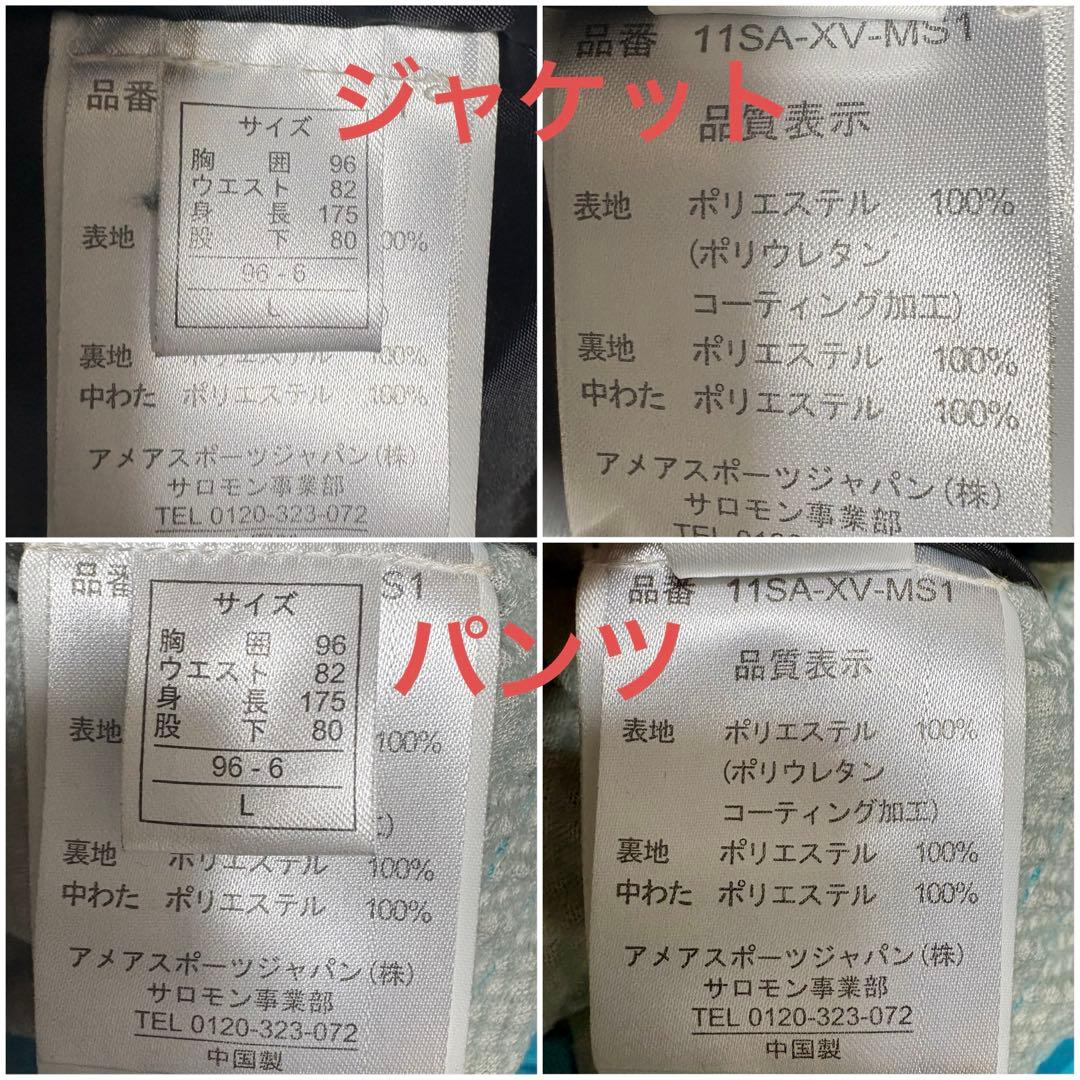 ジャケット
品番
サイズ
胸囲 96
ウエスト 82
身長 175
股下 80
96 - 6
L
表地 00%
裏地 ポリエステル 100%
中わた ポリエステル 100%
アメアスポーツジャパン(株)
サロモン事業部
TEL 0120-323-072
品番 11SA-XV-MS1
品質表示
表地 ポリエステル 100%
(ポリウレタン
コーティング加工)
裏地 ポリエステル 100%
中わた ポリエステル 100%
アメアスポーツジャパン(株)
サロモン事業部
パンツ
品番 S1
サイズ
胸囲 96
ウエスト 82
身長 175
股下 80
96 - 6
L
表地 100%
裏地 ポリエステル 100%
中わた ポリエステル 100%
アメアスポーツジャパン(株)
サロモン事業部
TEL 0120-323-072
中国製
品番 11SA-XV-MS1
品質表示
表地 ポリエステル 100%
(ポリウレタン
コーティング加工)
裏地 ポリエステル 100%
中わた ポリエステル 100%
アメアスポーツジャパン(株)
サロモン事業部
TEL 0120-323-072
中国製